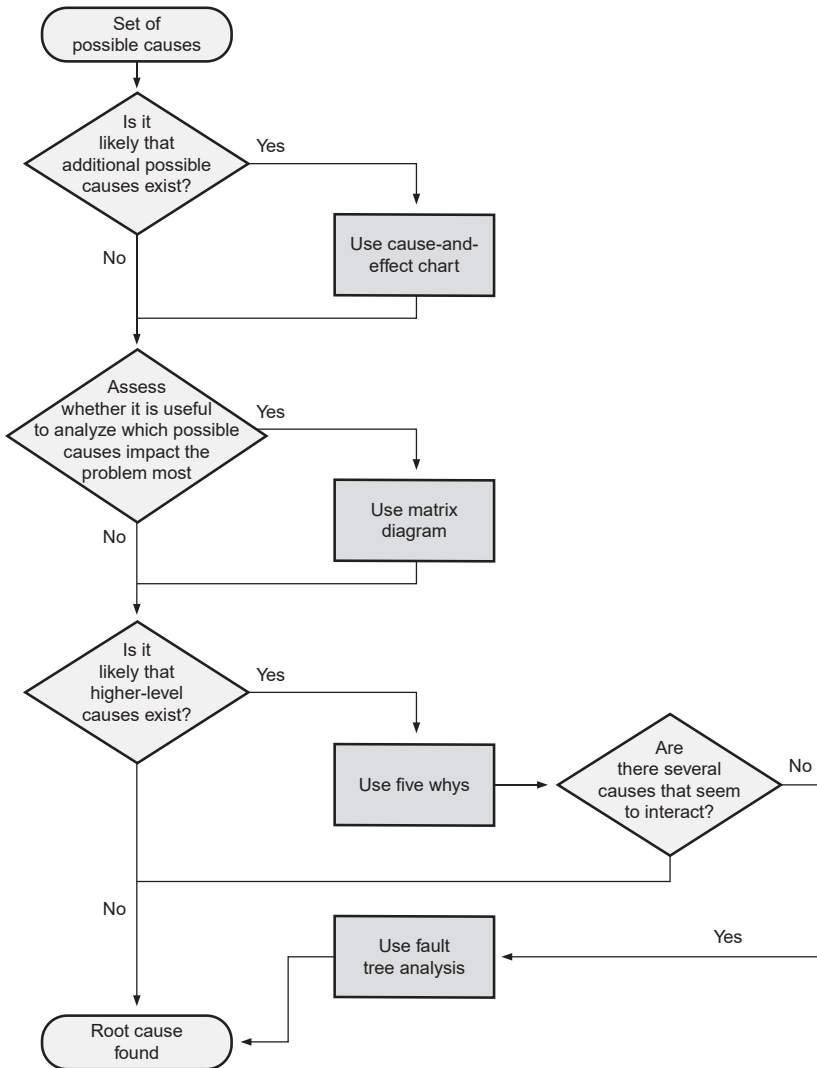 Set of
possible causes
Is it
likely that
additional possible
causes exist?
Yes
Use cause-and-
effect chart
No
Assess
whether it is useful
to analyze which possible
causes impact the
problem most
Yes
Use matrix
diagram
No
Is it
likely that
higher-level
causes exist?
Yes
Use five whys
Are
there several
causes that seem
to interact?
No
No
Use fault
tree analysis
Yes
Root cause
found